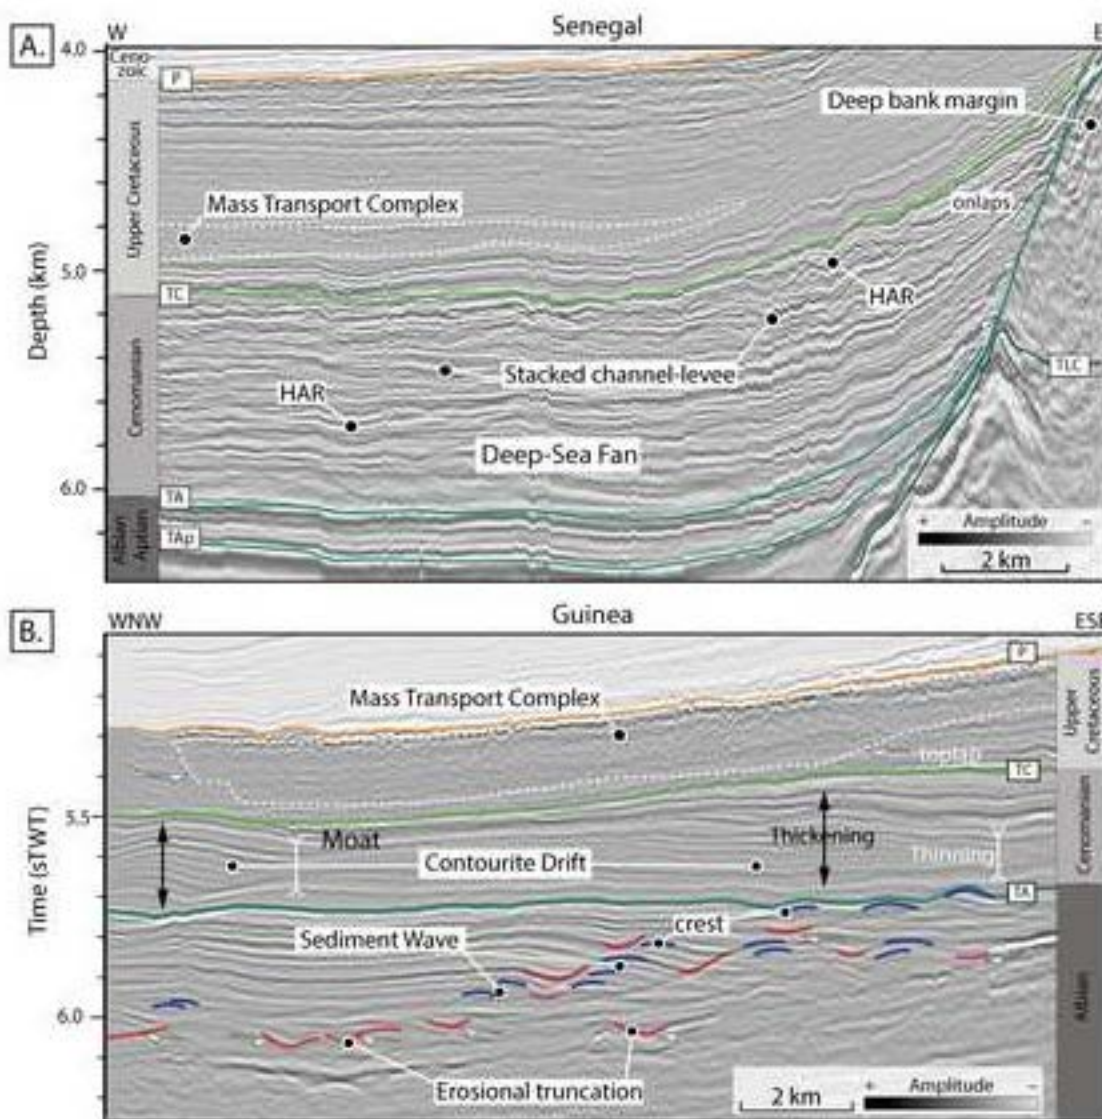 A.
W
Senegal
E
4.0
Ceno-
zoic
P
Deep bank margin
Upper Cretaceous
Mass Transport Complex
onlaps
Depth (km)
5.0
TC
HAR
Stacked channel-levee
TLC
HAR
Cenomanian
Deep-Sea Fan
6.0
TA
Albian
Aptian
TAp
+ Amplitude −
2 km
B.
WNW
Guinea
ESE
P
Mass Transport Complex
Upper
Cretaceous
toplap
TC
5.5
Moat
Thickening
Contourite Drift
Thinning
Cenomanian
Time (sTWT)
TA
crest
Sediment Wave
6.0
Albian
Erosional truncation
2 km
+ Amplitude −